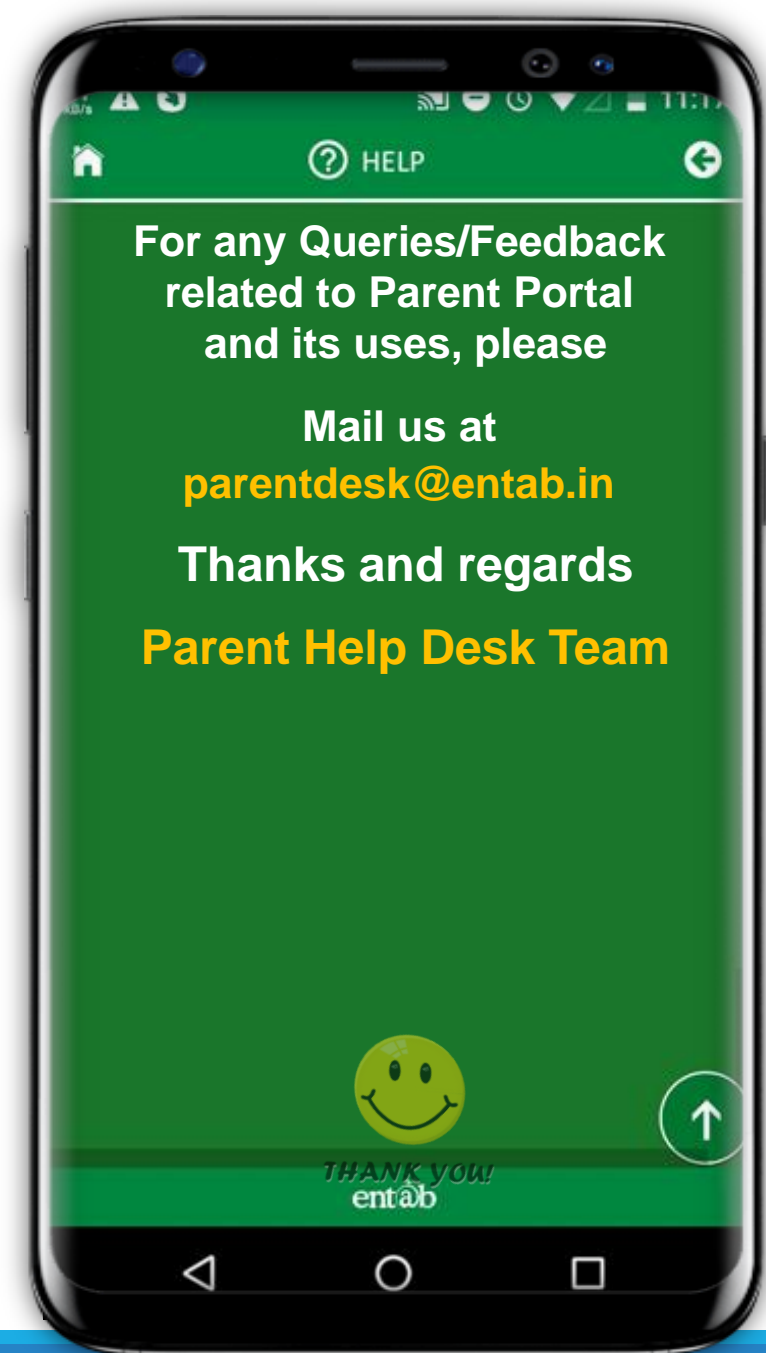 HELP
For any Queries/Feedback
related to Parent Portal
and its uses, please
Mail us at
parentdesk@entab.in
Thanks and regards
Parent Help Desk Team
THANK YOU!
entab